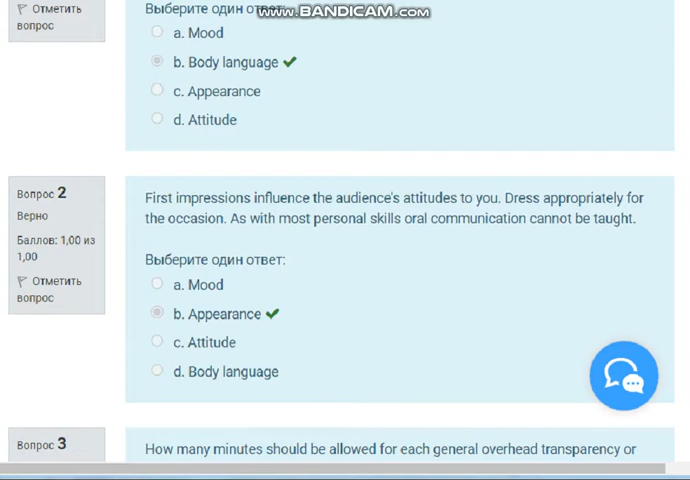 Отметить
вопрос
Выберите один ответ:
www.BANDICAM.com
a. Mood
b. Body language
c. Appearance
d. Attitude
Вопрос 2
Верно
Баллов: 1,00 из
1,00
Отметить
вопрос
First impressions influence the audience's attitudes to you. Dress appropriately for
the occasion. As with most personal skills oral communication cannot be taught.
Выберите один ответ:
a. Mood
b. Appearance
c. Attitude
d. Body language
Вопрос 3
How many minutes should be allowed for each general overhead transparency or